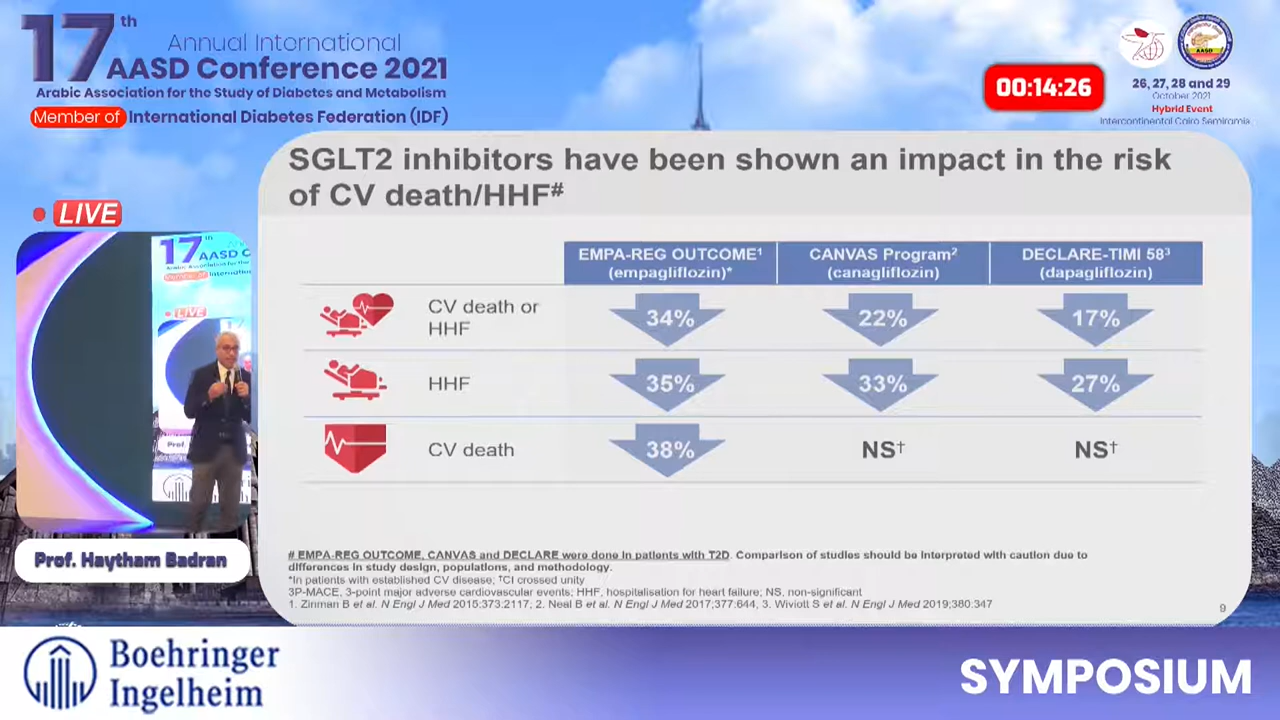 17th
Annual International
AASD Conference 2021
Arabic Association for the Study of Diabetes and Metabolism
Member of International Diabetes Federation (IDF)
00:14:26
AASD
26, 27, 28 and 29
October 2021
Hybrid Event
Intercontinental Cairo Semiramis
LIVE
17th
AASD C
LIVE
Prof. Haytham Badran
SGLT2 inhibitors have been shown an impact in the risk
of CV death/HHF#
EMPA-REG OUTCOME¹ CANVAS Program² DECLARE-TIMI 58³
(empagliflozin)* (canagliflozin) (dapagliflozin)
CV death or
HHF
34% 22% 17%
HHF 35% 33% 27%
CV death 38% NS† NS†
# EMPA-REG OUTCOME, CANVAS and DECLARE were done in patients with T2D. Comparison of studies should be interpreted with caution due to
differences in study design, populations, and methodology.
*In patients with established CV disease; †CI crossed unity
3P-MACE, 3-point major adverse cardiovascular events; HHF, hospitalisation for heart failure; NS, non-significant
1. Zinman B et al. N Engl J Med 2015;373:2117; 2. Neal B et al. N Engl J Med 2017;377:644, 3. Wiviott S et al. N Engl J Med 2019;380:347
9
Boehringer
Ingelheim
SYMPOSIUM